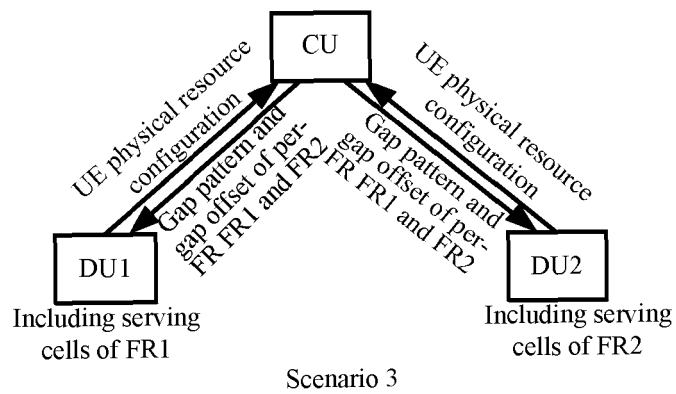 CU
UE physical resource
configuration
Gap pattern and
gap offset of per-
FR FR1 and FR2
UE physical resource
configuration
Gap pattern and
gap offset of per-
FR FR1 and FR2
DU1
Including serving
cells of FR1
DU2
Including serving
cells of FR2
Scenario 3